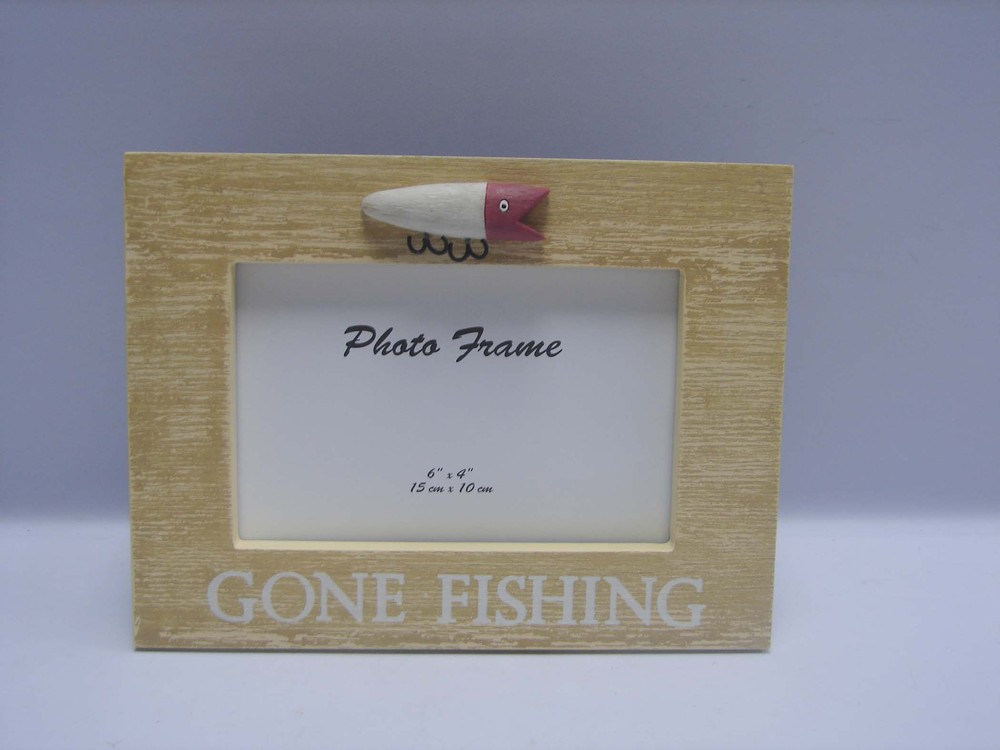 Photo Frame
6" x 4"
15 cm x 10 cm
GONE FISHING